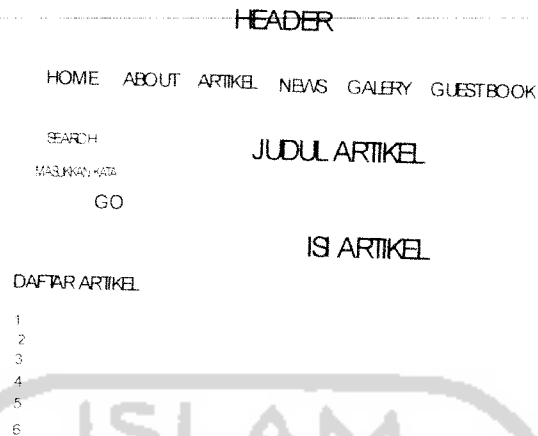 HEADER
HOME ABOUT ARTIKEL NEWS GALERY GUESTBOOK
SEARCH
JUDUL ARTIKEL
MASUKKAN KATA
GO
ISI ARTIKEL
DAFTAR ARTIKEL
1
2
3
4
5
6
ISLAM